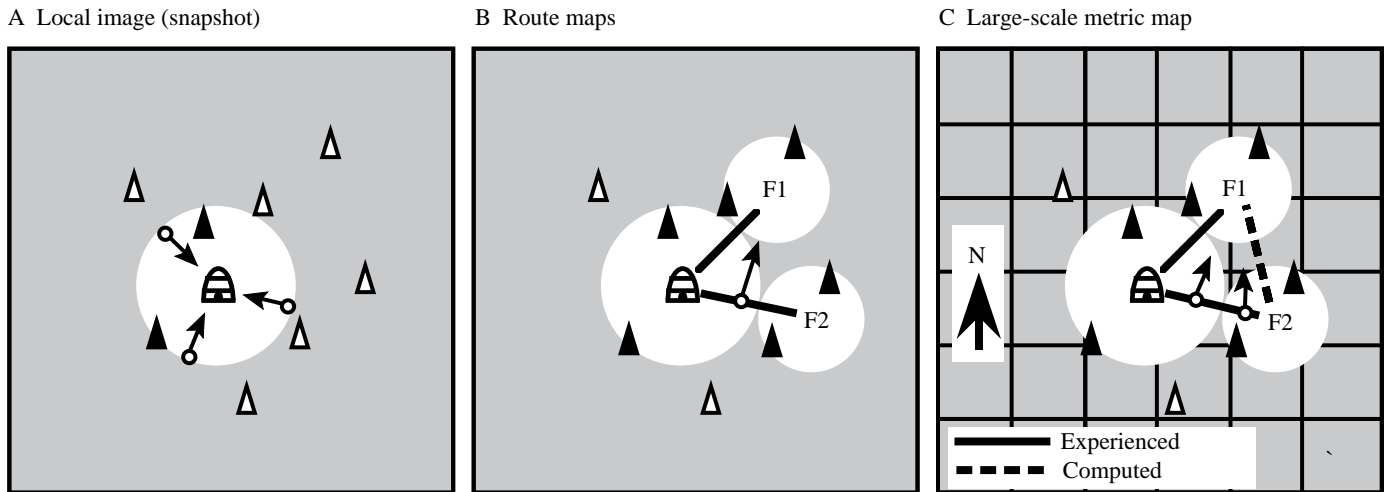 A Local image (snapshot)
B Route maps
C Large-scale metric map
F1
F2
N
F1
F2
Experienced
Computed